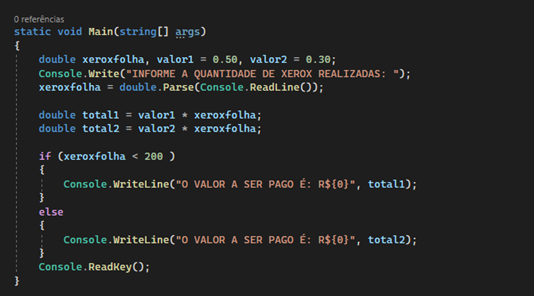 0 referências
static void Main(string[] args)
{
double xeroxfolha, valor1 = 0.50, valor2 = 0.30;
Console.Write("INFORME A QUANTIDADE DE XEROX REALIZADAS: ");
xeroxfolha = double.Parse(Console.ReadLine());
double total1 = valor1 * xeroxfolha;
double total2 = valor2 * xeroxfolha;
if (xeroxfolha < 200 )
{
Console.WriteLine("O VALOR A SER PAGO É: R${0}", total1);
}
else
{
Console.WriteLine("O VALOR A SER PAGO É: R${0}", total2);
}
Console.ReadKey();
}